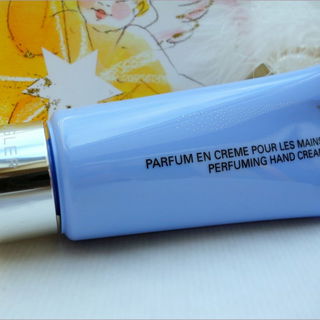 PARFUM EN CREME POUR LES MAINS
PERFUMING HAND CREAM